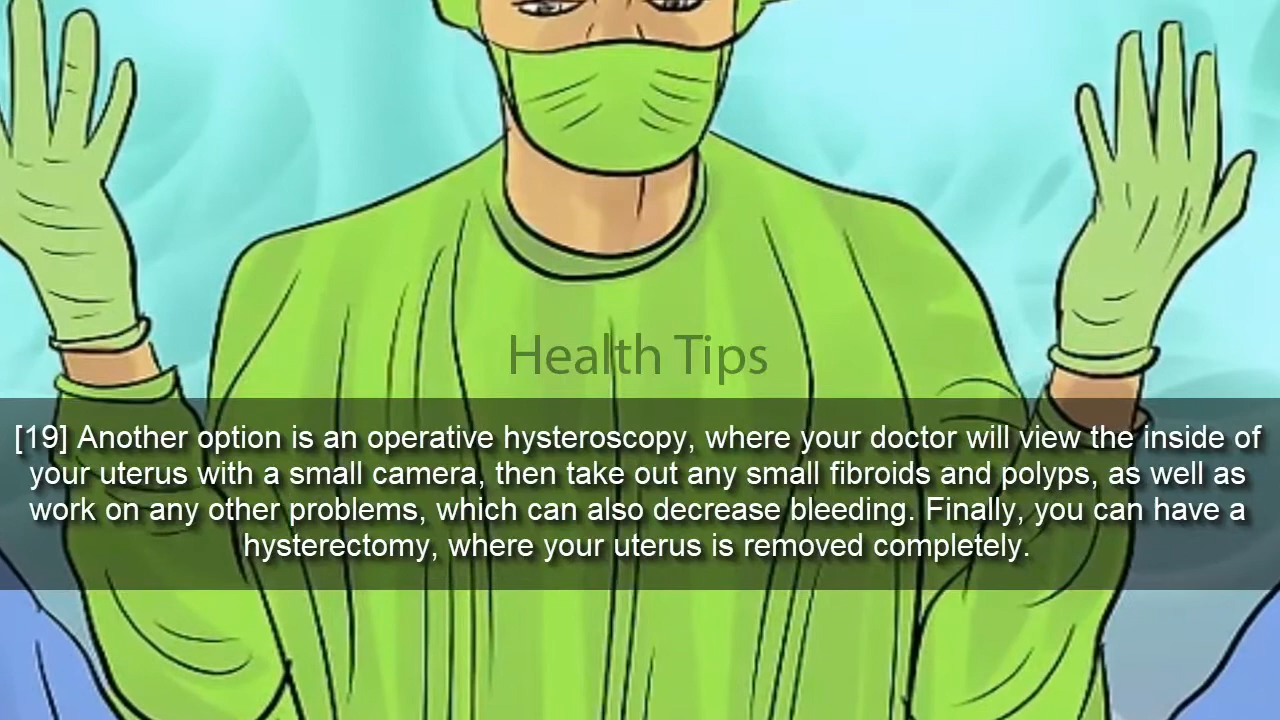 Health Tips
[19] Another option is an operative hysteroscopy, where your doctor will view the inside of
your uterus with a small camera, then take out any small fibroids and polyps, as well as
work on any other problems, which can also decrease bleeding. Finally, you can have a
hysterectomy, where your uterus is removed completely.